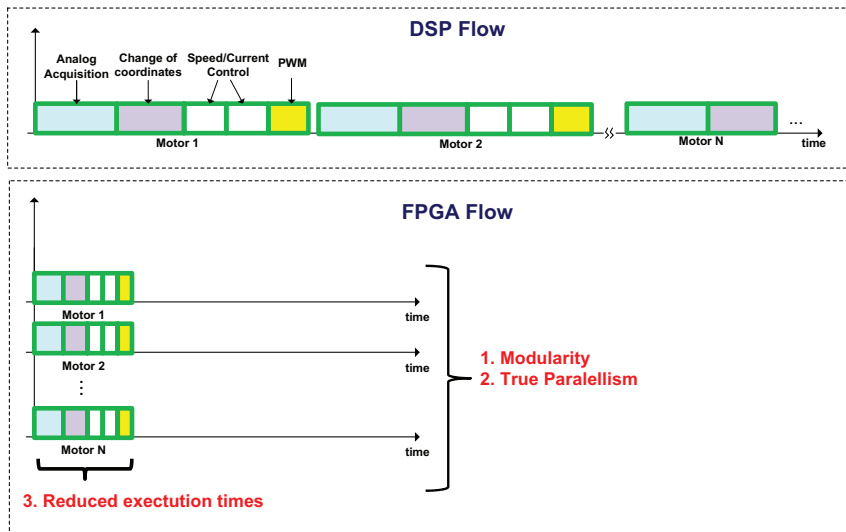 DSP Flow
Analog
Acquisition
Change of
coordinates
Speed/Current
Control
PWM
...
Motor 1
Motor 2
Motor N
time
FPGA Flow
Motor 1
time
Motor 2
time
...
Motor N
time
1. Modularity
2. True Paralellism
3. Reduced exectution times